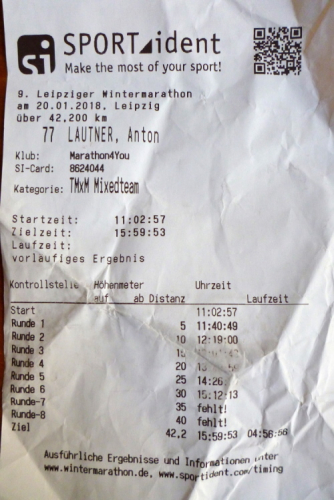 SPORTident
Make the most of your sport!
9. Leipziger Wintermarathon
am 20.01.2018, Leipzig
über 42,200 km
77 LAUTNER, Anton
Klub: Marathon4You
SI-Card: 8624044
Kategorie: TMxM Mixedteam
Startzeit: 11:02:57
Zielzeit: 15:59:53
Laufzeit:
vorläufiges Ergebnis
Kontrollstelle Höhenmeter Uhrzeit
auf ab Distanz Laufzeit
Start 11:02:57
Runde 1 5 11:40:49
Runde 2 10 12:19:00
Runde 3 15
Runde 4 20
Runde 5 25 14:26
Runde 6 30 15:12:13
Runde-7 35 fehlt!
Runde-8 40 fehlt!
Ziel 42,2 15:59:53 04:56:56
Ausführliche Ergebnisse und Informationen unter
www.wintermarathon.de, www.sportident.com/timing